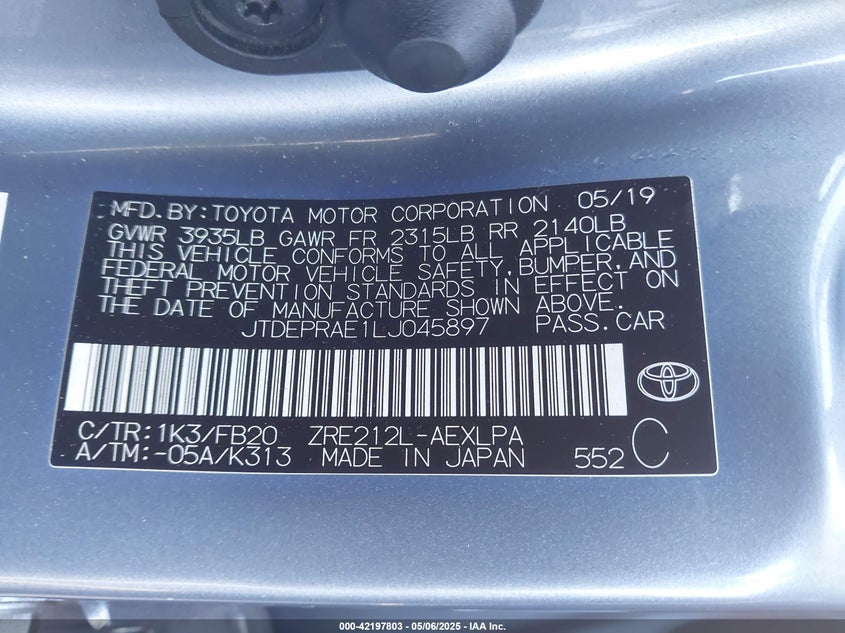 MFD.BY:TOYOTA MOTOR CORPORATION 05/19
GVWR 3935LB GAWR FR 2315LB RR 2140LB
THIS VEHICLE CONFORMS TO ALL APPLICABLE
FEDERAL MOTOR VEHICLE SAFETY,BUMPER,AND
THEFT PREVENTION STANDARDS IN EFFECT ON
THE DATE OF MANUFACTURE SHOWN ABOVE.
JTDEPRAE1LJ045897 PASS.CAR
C/TR:1K3/FB20 ZRE212L-AEXLPA
A/TM:-05A/K313 MADE IN JAPAN 552 C
000-42197803 - 05/06/2025 - IAA Inc.